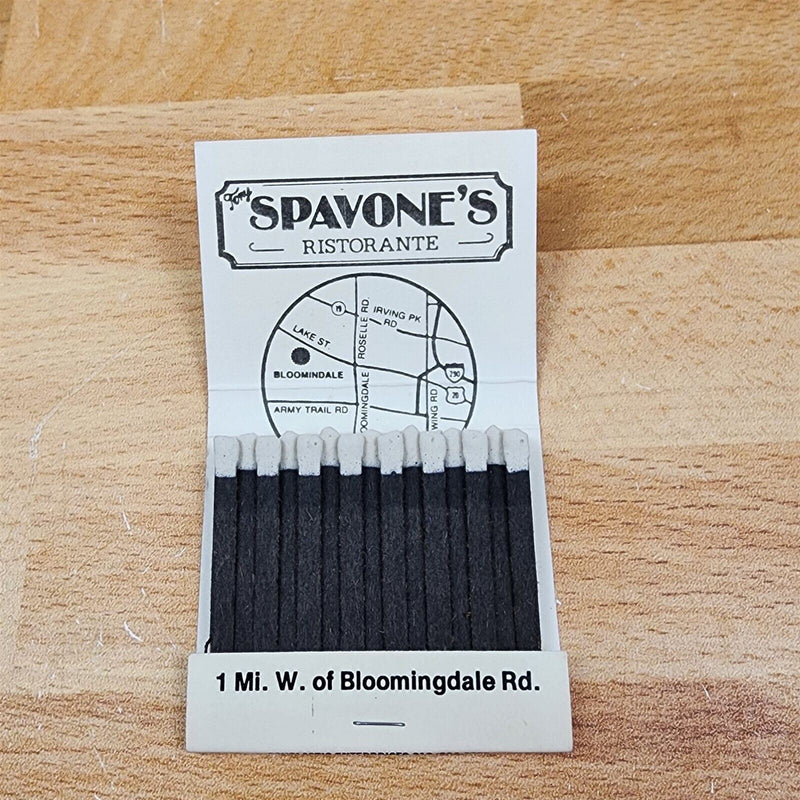 Tony
SPAVONE'S
RISTORANTE
19
IRVING PK
RD
ROSELLE RD.
LAKE ST.
BLOOMINDALE
290
20
ARMY TRAIL RD
OOMINGDALE
WING RD
1 Mi. W. of Bloomingdale Rd.